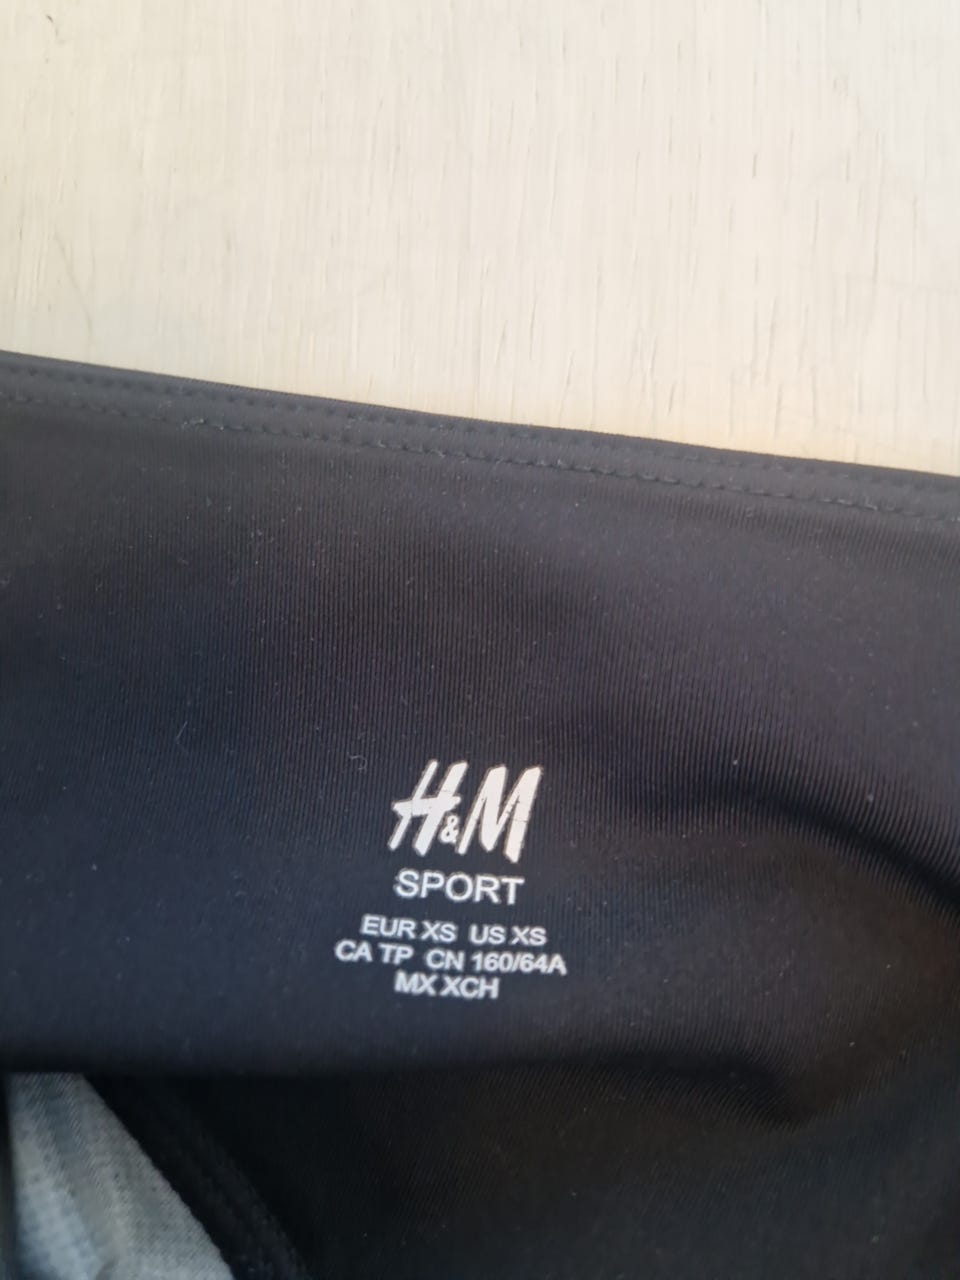 H&M
SPORT
EUR XS US XS
CA TP CN 160/64A
MX XCH